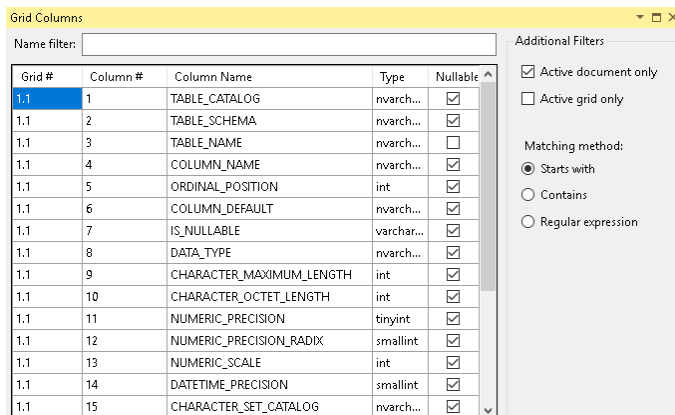 Grid Columns
Name filter:
Additional Filters
Active document only
Active grid only
Matching method:
Starts with
Contains
Regular expression
Grid # Column # Column Name Type Nullable
1.1 1 TABLE_CATALOG nvarch...
1.1 2 TABLE_SCHEMA nvarch...
1.1 3 TABLE_NAME nvarch...
1.1 4 COLUMN_NAME nvarch...
1.1 5 ORDINAL_POSITION int
1.1 6 COLUMN_DEFAULT nvarch...
1.1 7 IS_NULLABLE varchar...
1.1 8 DATA_TYPE nvarch...
1.1 9 CHARACTER_MAXIMUM_LENGTH int
1.1 10 CHARACTER_OCTET_LENGTH int
1.1 11 NUMERIC_PRECISION tinyint
1.1 12 NUMERIC_PRECISION_RADIX smallint
1.1 13 NUMERIC_SCALE int
1.1 14 DATETIME_PRECISION smallint
1.1 15 CHARACTER_SET_CATALOG nvarch...